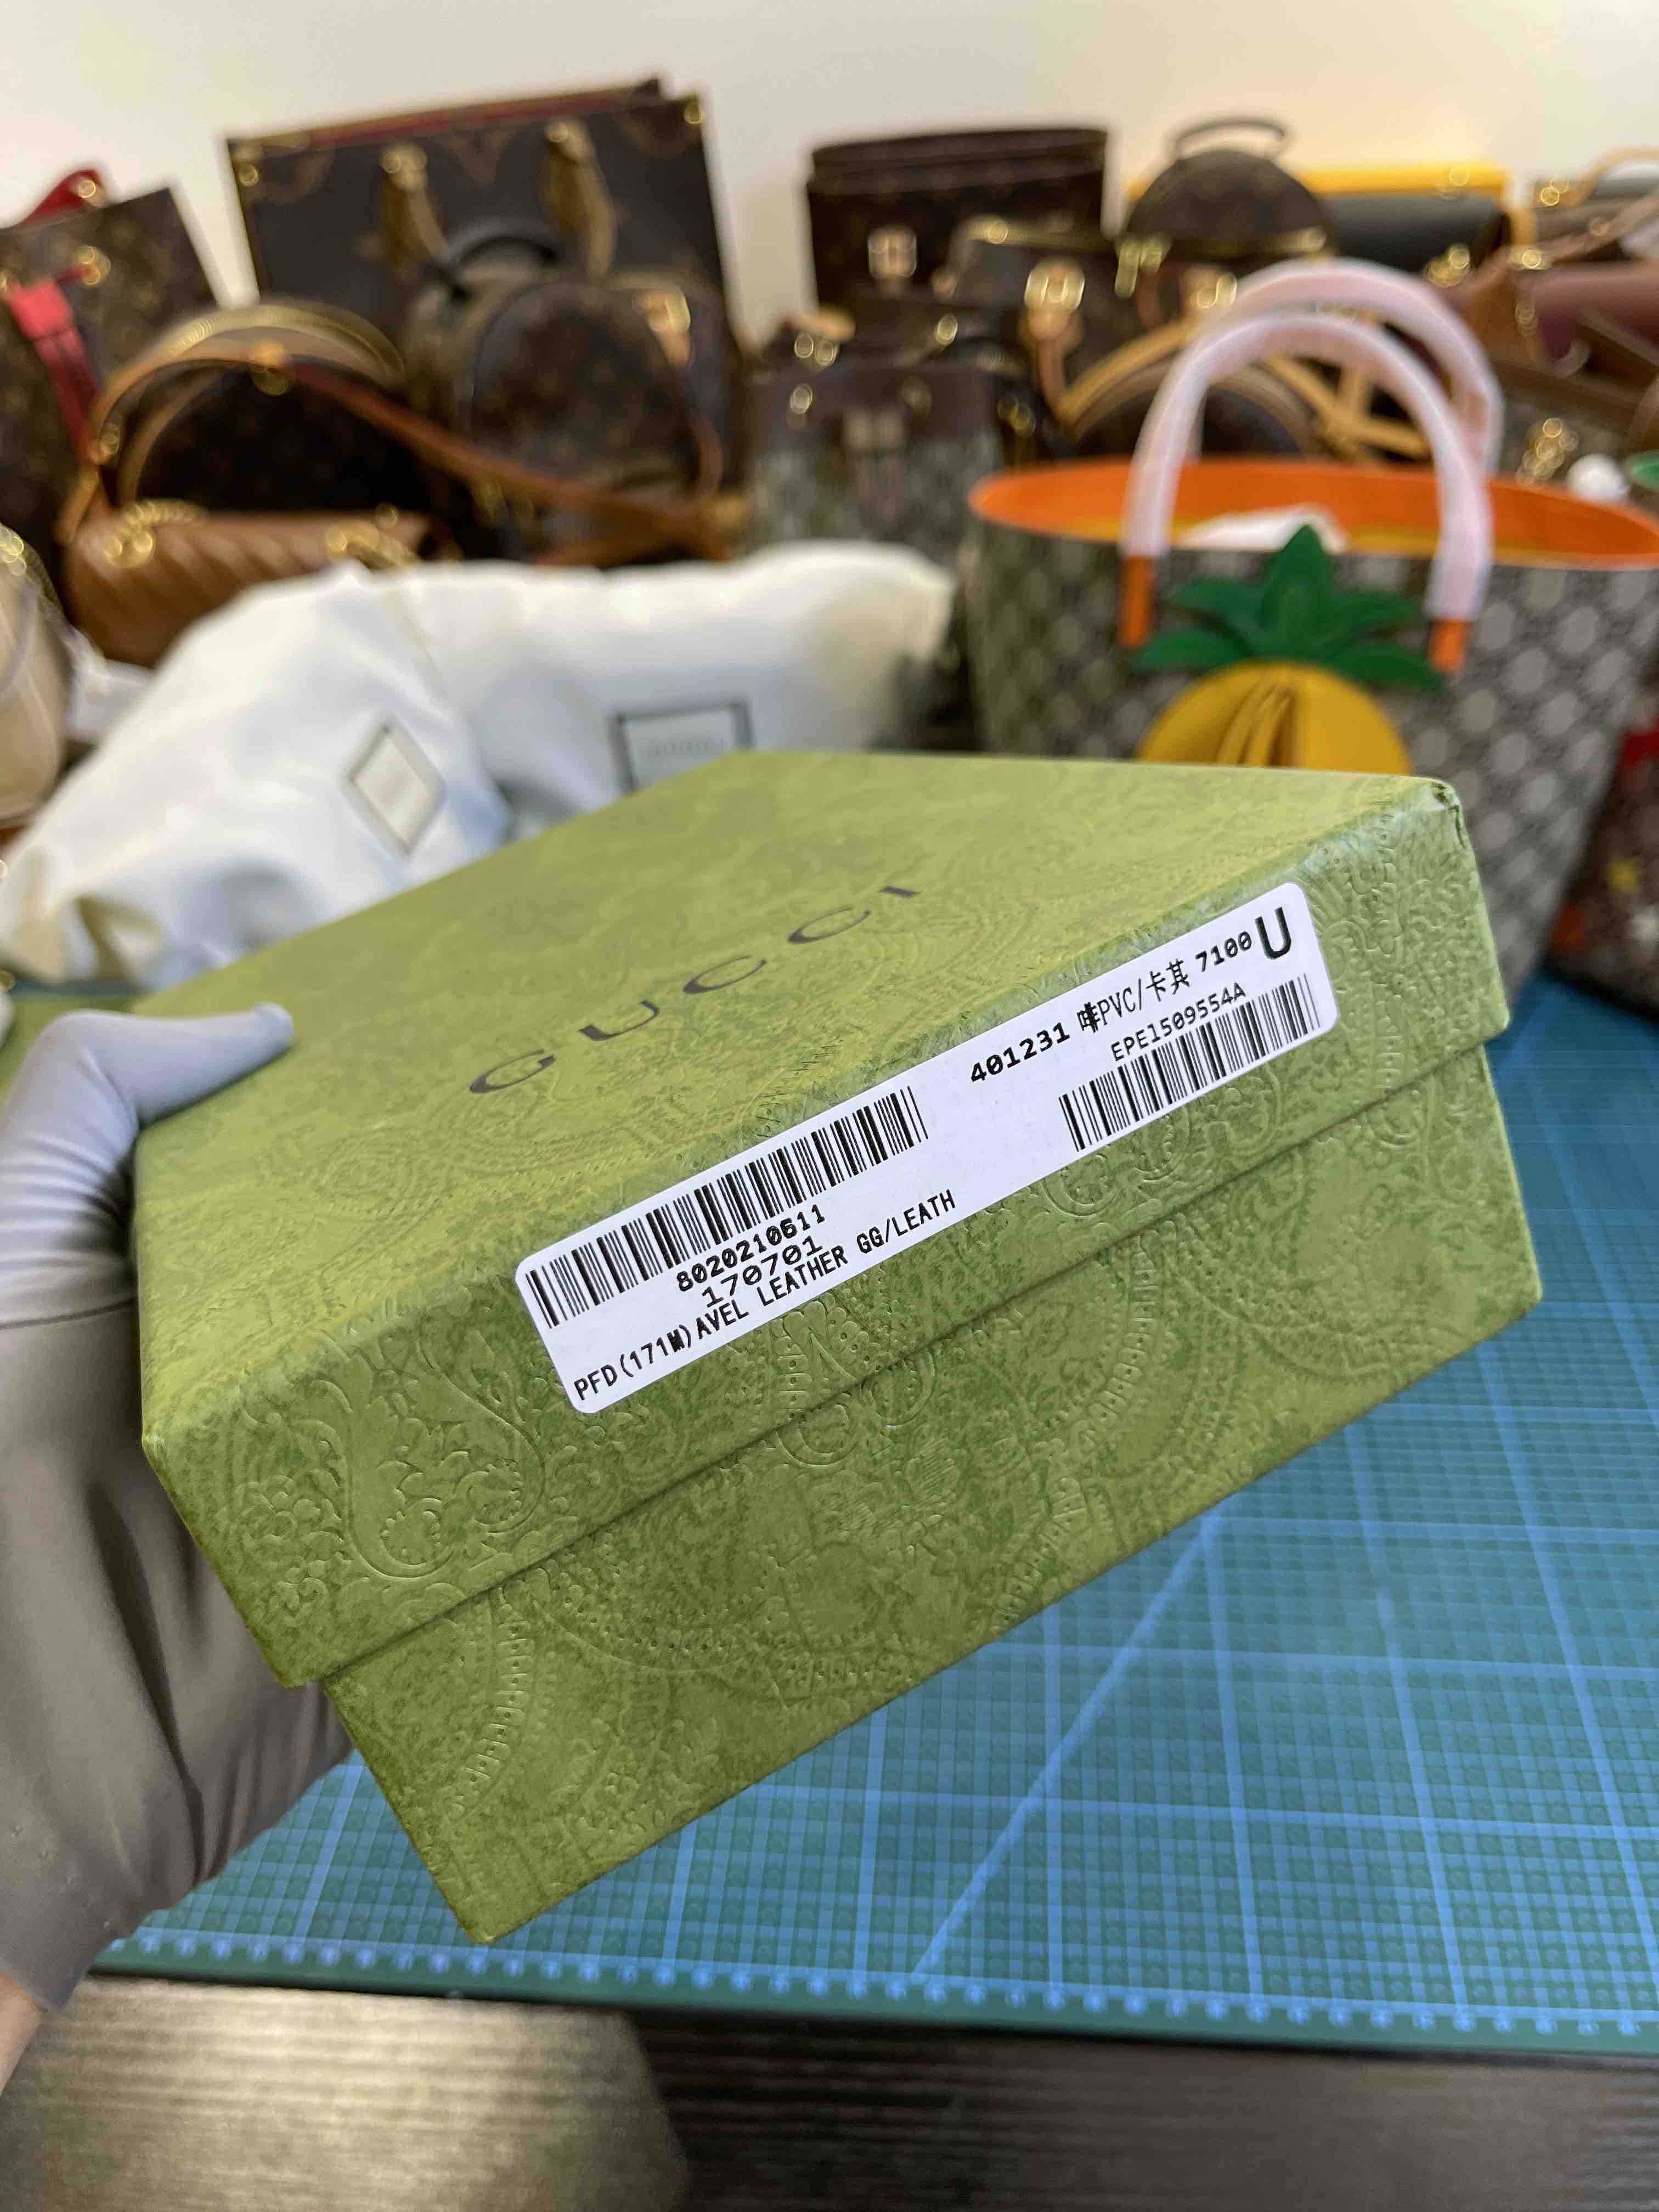 GUCCI
401231 啡PVC/卡其 7100 U
EPE1509554A
8020210611
170701
PFD(171M)AVEL LEATHER GG/LEATH